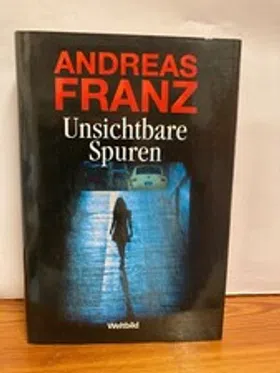 ANDREAS
FRANZ
Unsichtbare
Spuren
Weltbild